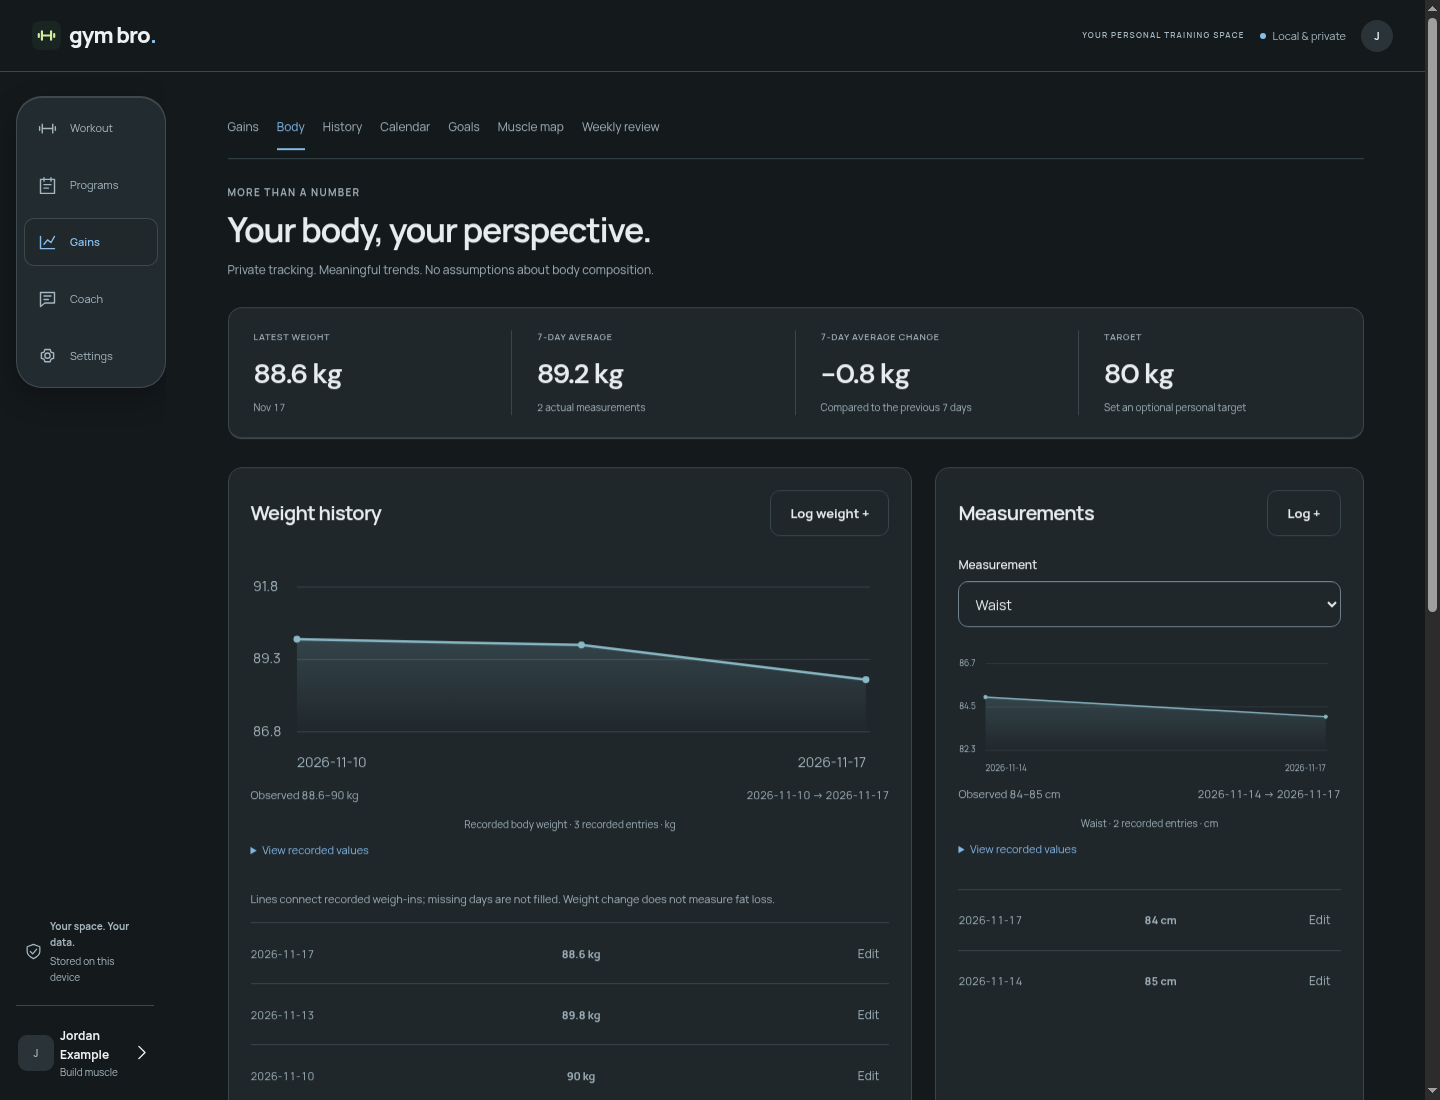 gym bro.
YOUR PERSONAL TRAINING SPACE
Local & private
J
Workout
Programs
Gains
Coach
Settings
Your space. Your
data.
Stored on this
device
J
Jordan
Example
Build muscle
Gains
Body
History
Calendar
Goals
Muscle map
Weekly review
MORE THAN A NUMBER
Your body, your perspective.
Private tracking. Meaningful trends. No assumptions about body composition.
LATEST WEIGHT
88.6 kg
Nov 17
7-DAY AVERAGE
89.2 kg
2 actual measurements
7-DAY AVERAGE CHANGE
−0.8 kg
Compared to the previous 7 days
TARGET
80 kg
Set an optional personal target
Weight history
Log weight +
91.8
89.3
86.8
2026-11-10
2026-11-17
Observed 88.6–90 kg
2026-11-10 → 2026-11-17
Recorded body weight · 3 recorded entries · kg
▶ View recorded values
Lines connect recorded weigh-ins; missing days are not filled. Weight change does not measure fat loss.
2026-11-17 88.6 kg Edit
2026-11-13 89.8 kg Edit
2026-11-10 90 kg Edit
Measurements
Log +
Measurement
Waist
86.7
84.5
82.3
2026-11-14
2026-11-17
Observed 84–85 cm
2026-11-14 → 2026-11-17
Waist · 2 recorded entries · cm
▶ View recorded values
2026-11-17 84 cm Edit
2026-11-14 85 cm Edit